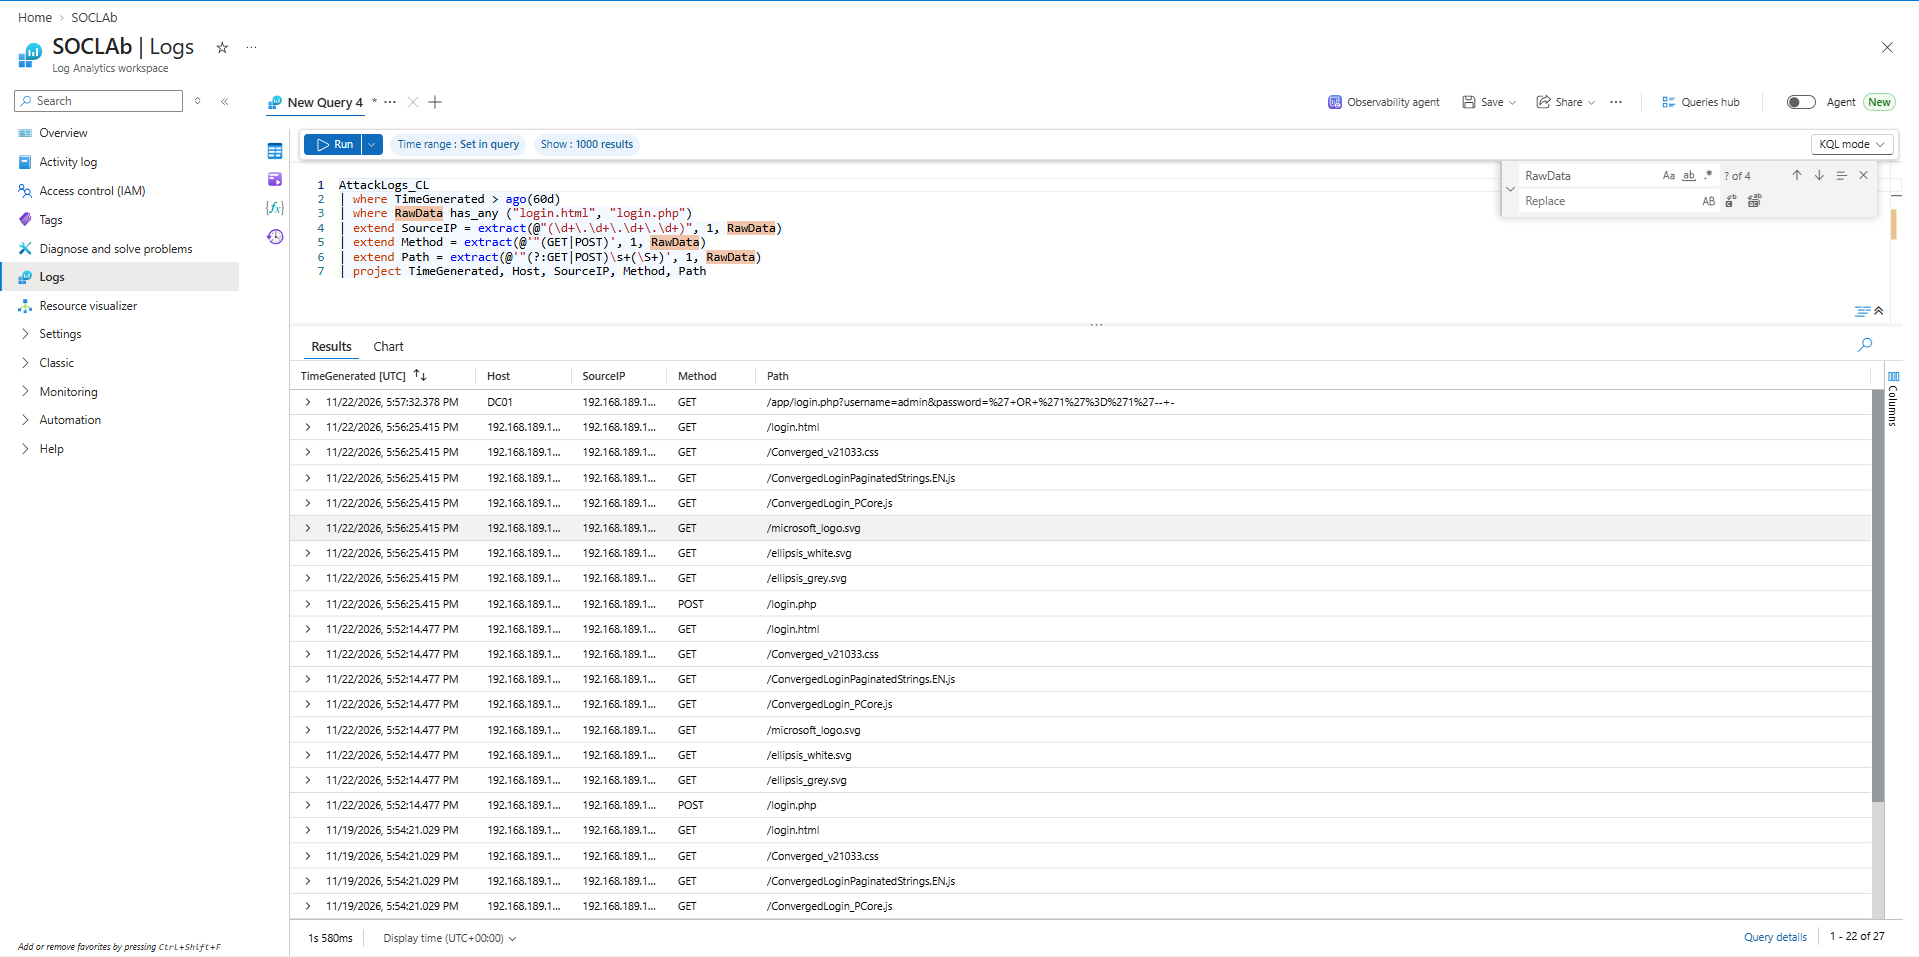 Home › SOCLAb
SOCLAb | Logs ☆ ···
Log Analytics workspace
Search
Overview
Activity log
Access control (IAM)
Tags
Diagnose and solve problems
Logs
Resource visualizer
Settings
Classic
Monitoring
Automation
Help
Add or remove favorites by pressing Ctrl+Shift+F
New Query 4 * ···
Observability agent Save Share ··· Queries hub Agent New
Run Time range : Set in query Show : 1000 results KQL mode
RawData Aa ab .* ? of 4
Replace AB
1 AttackLogs_CL
2 | where TimeGenerated > ago(60d)
3 | where RawData has_any ("login.html", "login.php")
4 | extend SourceIP = extract(@"(\d+\.\d+\.\d+\.\d+)", 1, RawData)
5 | extend Method = extract(@'"(GET|POST)', 1, RawData)
6 | extend Path = extract(@'"(?:GET|POST)\s+(\S+)', 1, RawData)
7 | project TimeGenerated, Host, SourceIP, Method, Path
Results Chart
TimeGenerated [UTC] Host SourceIP Method Path
11/22/2026, 5:57:32.378 PM DC01 192.168.189.1... GET /app/login.php?username=admin&password=%27+OR+%271%27%3D%271%27--+-
11/22/2026, 5:56:25.415 PM 192.168.189.1... 192.168.189.1... GET /login.html
11/22/2026, 5:56:25.415 PM 192.168.189.1... 192.168.189.1... GET /Converged_v21033.css
11/22/2026, 5:56:25.415 PM 192.168.189.1... 192.168.189.1... GET /ConvergedLoginPaginatedStrings.EN.js
11/22/2026, 5:56:25.415 PM 192.168.189.1... 192.168.189.1... GET /ConvergedLogin_PCore.js
11/22/2026, 5:56:25.415 PM 192.168.189.1... 192.168.189.1... GET /microsoft_logo.svg
11/22/2026, 5:56:25.415 PM 192.168.189.1... 192.168.189.1... GET /ellipsis_white.svg
11/22/2026, 5:56:25.415 PM 192.168.189.1... 192.168.189.1... GET /ellipsis_grey.svg
11/22/2026, 5:56:25.415 PM 192.168.189.1... 192.168.189.1... POST /login.php
11/22/2026, 5:52:14.477 PM 192.168.189.1... 192.168.189.1... GET /login.html
11/22/2026, 5:52:14.477 PM 192.168.189.1... 192.168.189.1... GET /Converged_v21033.css
11/22/2026, 5:52:14.477 PM 192.168.189.1... 192.168.189.1... GET /ConvergedLoginPaginatedStrings.EN.js
11/22/2026, 5:52:14.477 PM 192.168.189.1... 192.168.189.1... GET /ConvergedLogin_PCore.js
11/22/2026, 5:52:14.477 PM 192.168.189.1... 192.168.189.1... GET /microsoft_logo.svg
11/22/2026, 5:52:14.477 PM 192.168.189.1... 192.168.189.1... GET /ellipsis_white.svg
11/22/2026, 5:52:14.477 PM 192.168.189.1... 192.168.189.1... GET /ellipsis_grey.svg
11/22/2026, 5:52:14.477 PM 192.168.189.1... 192.168.189.1... POST /login.php
11/19/2026, 5:54:21.029 PM 192.168.189.1... 192.168.189.1... GET /login.html
11/19/2026, 5:54:21.029 PM 192.168.189.1... 192.168.189.1... GET /Converged_v21033.css
11/19/2026, 5:54:21.029 PM 192.168.189.1... 192.168.189.1... GET /ConvergedLoginPaginatedStrings.EN.js
11/19/2026, 5:54:21.029 PM 192.168.189.1... 192.168.189.1... GET /ConvergedLogin_PCore.js
Columns
1s 580ms Display time (UTC+00:00) Query details 1 - 22 of 27